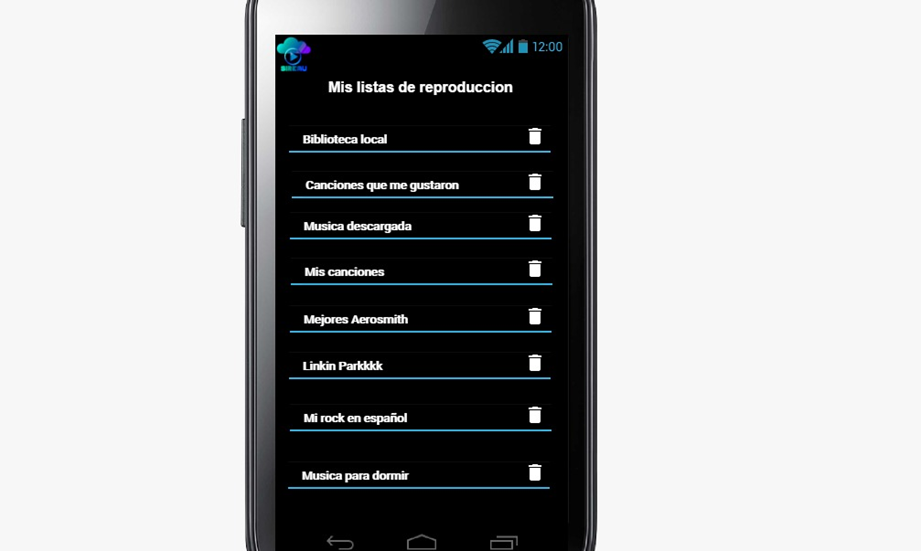 12:00
Mis listas de reproduccion
Biblioteca local
Canciones que me gustaron
Musica descargada
Mis canciones
Mejores Aerosmith
Linkin Parkkkk
Mi rock en español
Musica para dormir